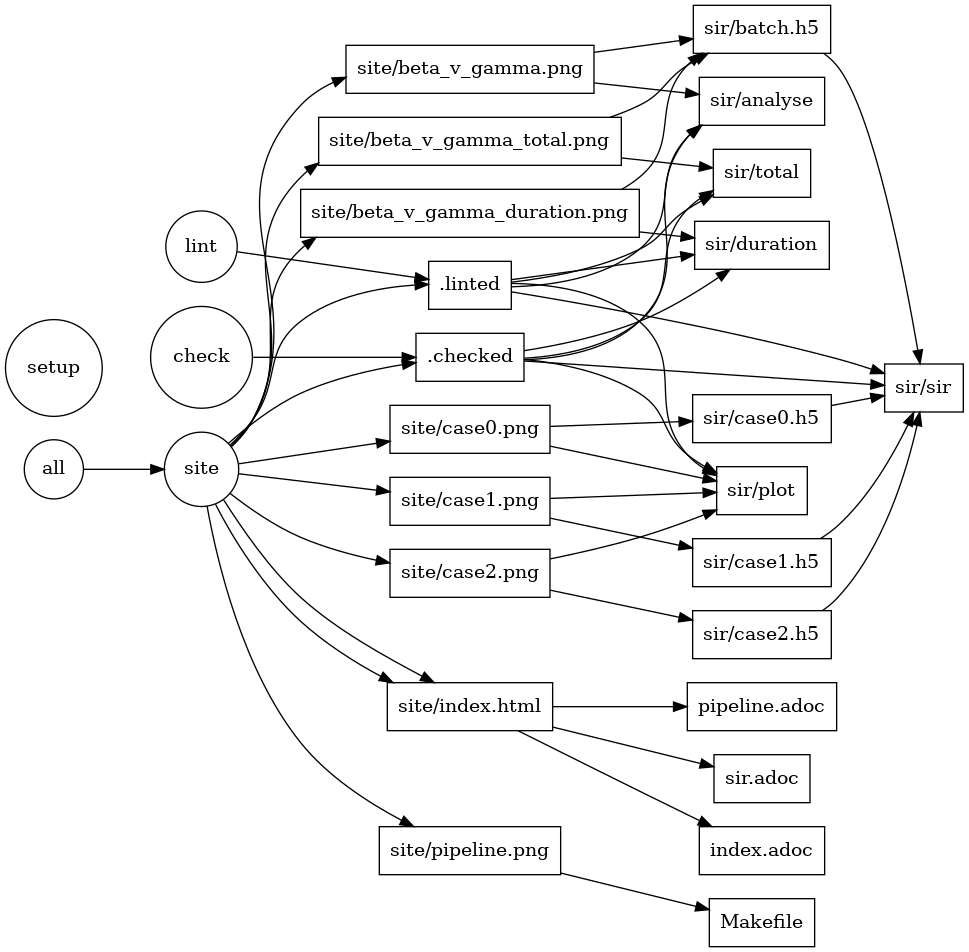 sir/batch.h5
site/beta_v_gamma.png
sir/analyse
site/beta_v_gamma_total.png
sir/total
site/beta_v_gamma_duration.png
lint
sir/duration
.linted
check
.checked
setup
sir/sir
sir/case0.h5
site/case0.png
all
site
sir/plot
site/case1.png
sir/case1.h5
site/case2.png
sir/case2.h5
site/index.html
pipeline.adoc
sir.adoc
site/pipeline.png
index.adoc
Makefile